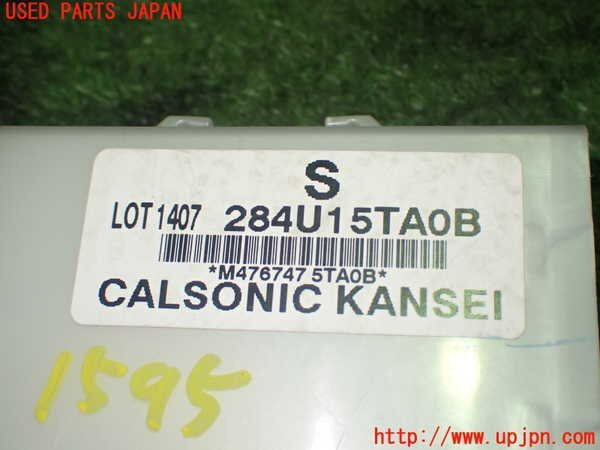 USED PARTS JAPAN
S
LOT 1407 284U15TA0B
*M476747 5TA0B*
CALSONIC KANSEI
1595
http://www.upjpn.com/